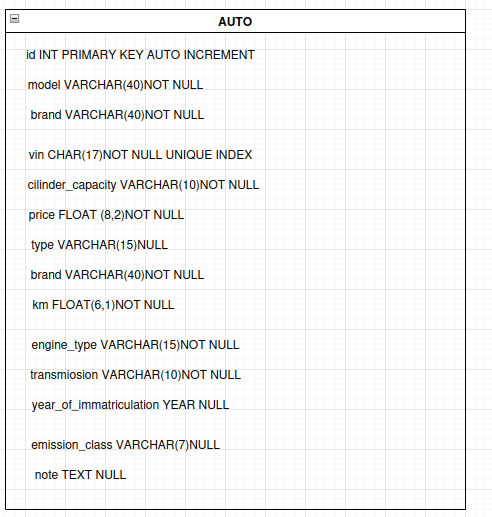 AUTO
id INT PRIMARY KEY AUTO INCREMENT
model VARCHAR(40)NOT NULL
brand VARCHAR(40)NOT NULL
vin CHAR(17)NOT NULL UNIQUE INDEX
cilinder_capacity VARCHAR(10)NOT NULL
price FLOAT (8,2)NOT NULL
type VARCHAR(15)NULL
brand VARCHAR(40)NOT NULL
km FLOAT(6,1)NOT NULL
engine_type VARCHAR(15)NOT NULL
transmiosion VARCHAR(10)NOT NULL
year_of_immatriculation YEAR NULL
emission_class VARCHAR(7)NULL
note TEXT NULL